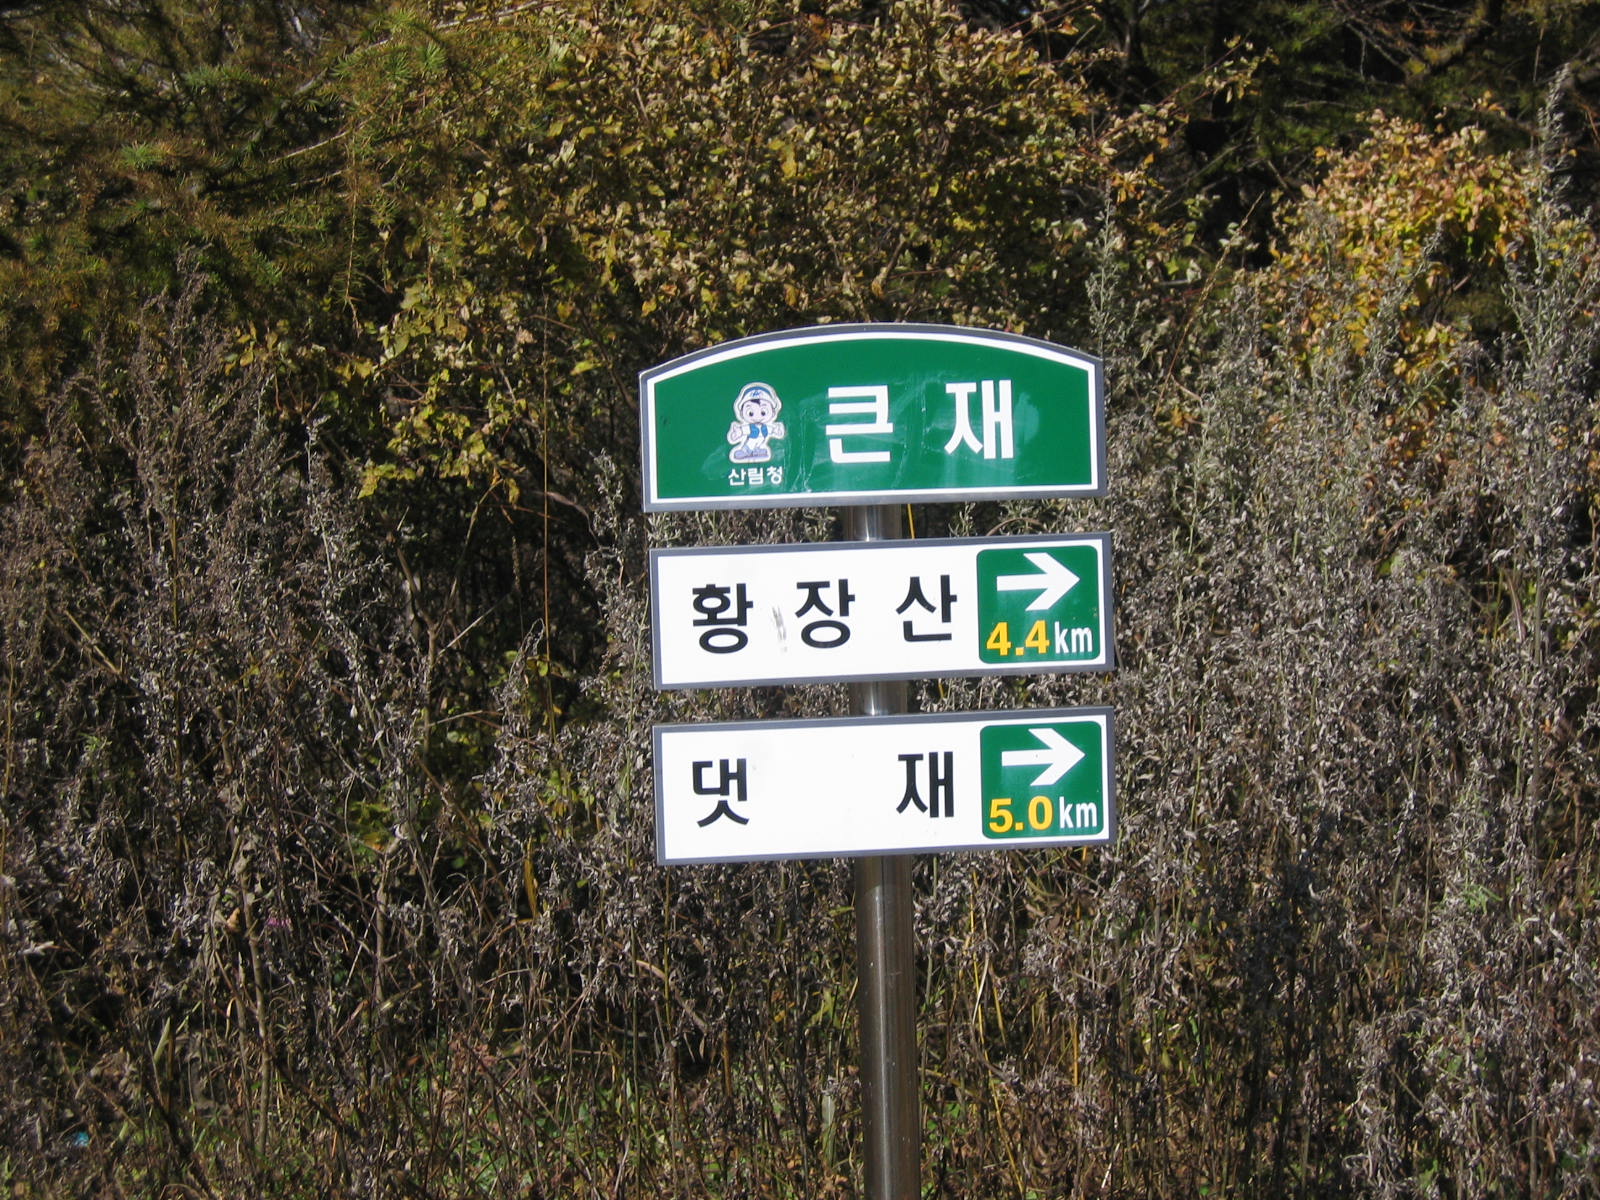 큰 재
산림청
황 장 산
4.4km
댓 재
5.0km